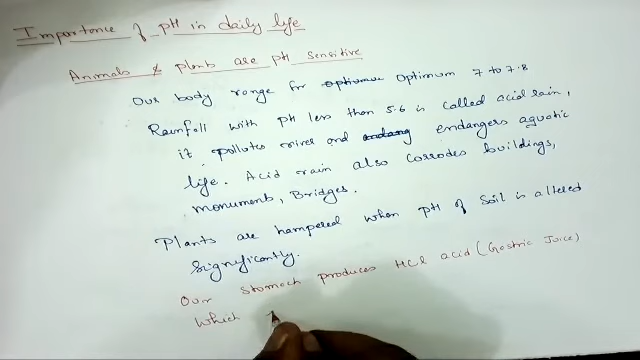 Importance of pH in daily life
Animals & plants are pH sensitive
Our body range for optimum 7 to 7.8
Rainfall with pH less than 5.6 is called acid rain,
it pollutes river and endangers aquatic
life. Acid rain also corrodes buildings,
monuments, Bridges.
Plants are hampered when pH of soil is altered
significantly.
Our stomach produces HCl acid (Gastric Juice)
Which